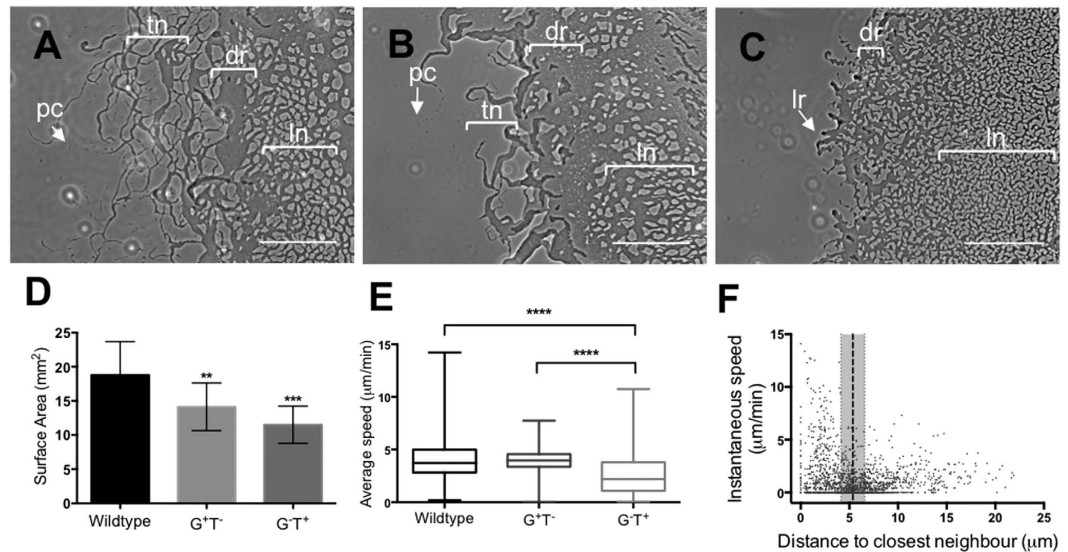 A
tn
dr
pc
ln
B
dr
pc
tn
ln
C
dr
lr
ln
D
25
20
15
10
5
0
Surface Area (mm²)
**
***
Wildtype G⁺T⁻ G⁻T⁺
E
****
****
15
10
5
0
Average speed (μm/min)
Wildtype G⁺T⁻ G⁻T⁺
F
15
10
5
0
Instantaneous speed
(μm/min)
0 5 10 15 20 25
Distance to closest neighbour (μm)